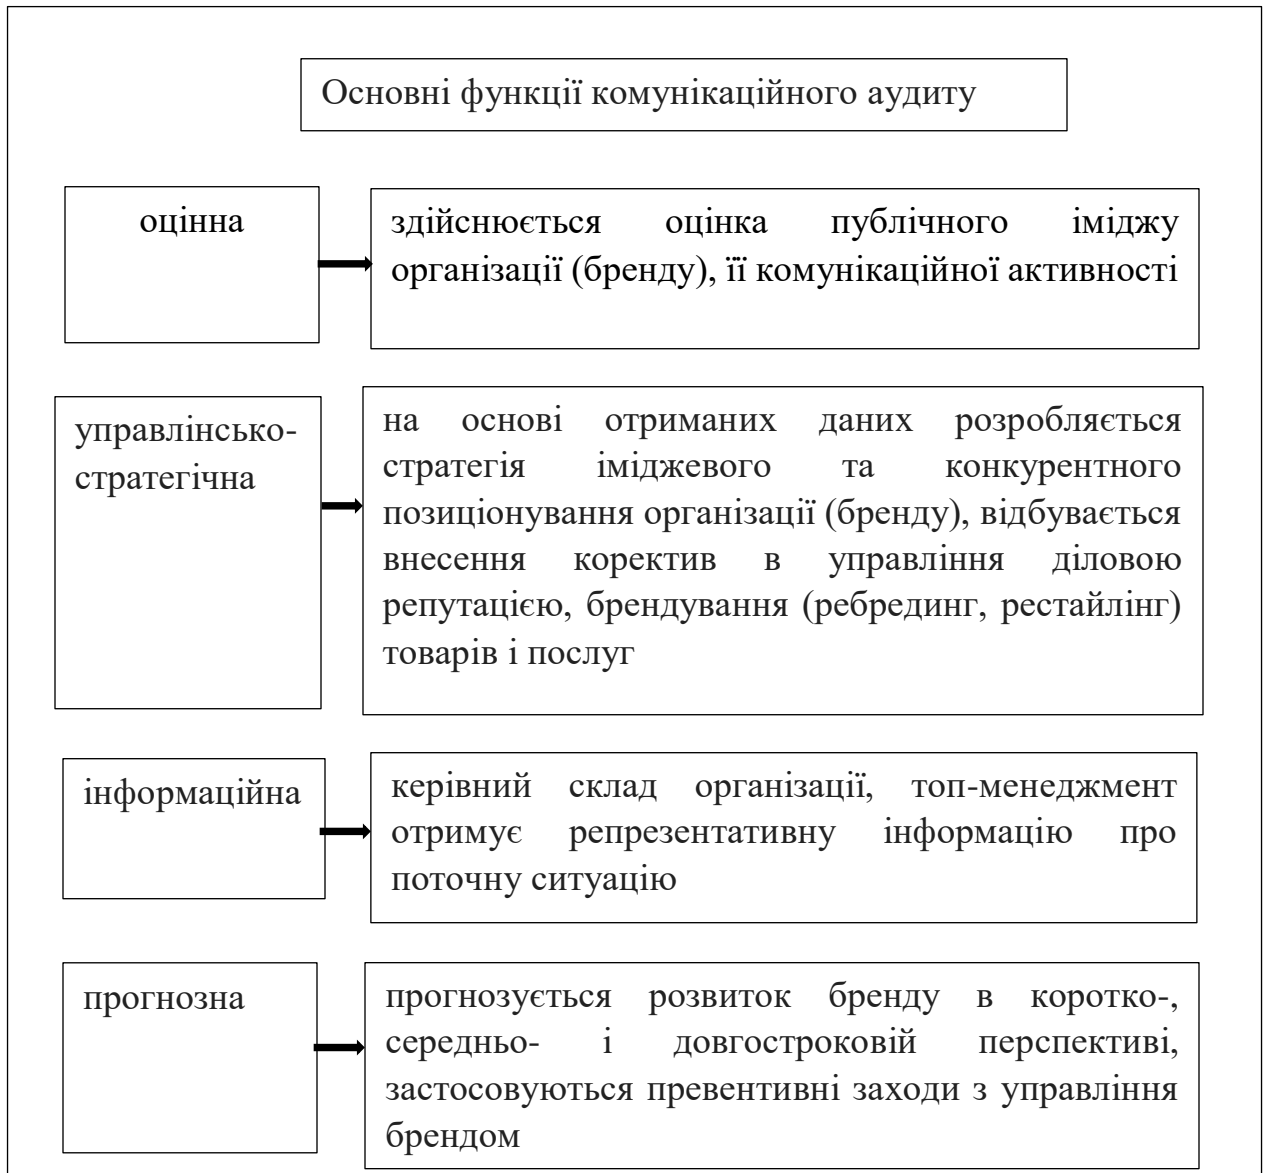 Основні функції комунікаційного аудиту
оцінна
здійснюється оцінка публічного іміджу
організації (бренду), її комунікаційної активності
управлінсько-
стратегічна
на основі отриманих даних розробляється
стратегія іміджевого та конкурентного
позиціонування організації (бренду), відбувається
внесення коректив в управління діловою
репутацією, брендування (ребрединг, рестайлінг)
товарів і послуг
інформаційна
керівний склад організації, топ-менеджмент
отримує репрезентативну інформацію про
поточну ситуацію
прогнозна
прогнозується розвиток бренду в коротко-,
середньо- і довгостроковій перспективі,
застосовуються превентивні заходи з управління
брендом